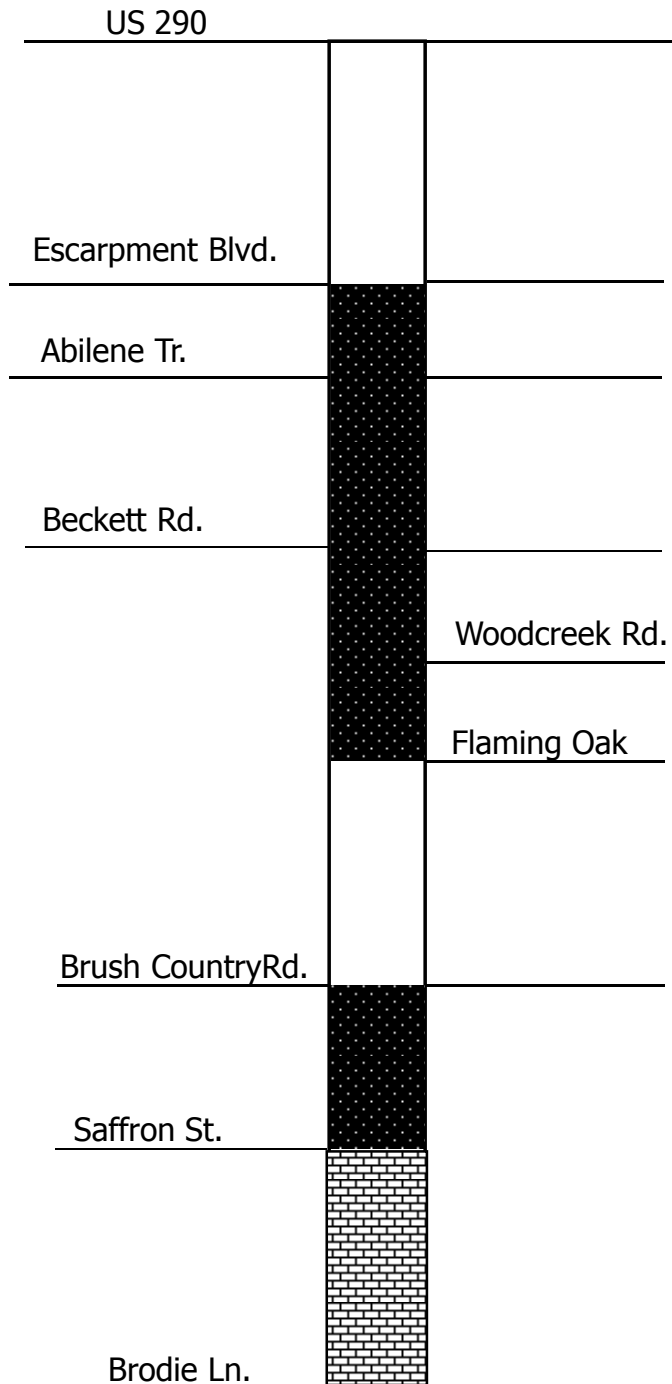 US 290
Escarpment Blvd.
Abilene Tr.
Beckett Rd.
Woodcreek Rd.
Flaming Oak
Brush CountryRd.
Saffron St.
Brodie Ln.